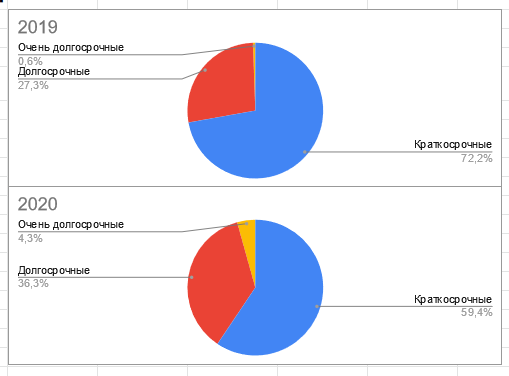 2019
Очень долгосрочные
0,6%
Долгосрочные
27,3%
Краткосрочные
72,2%
2020
Очень долгосрочные
4,3%
Долгосрочные
36,3%
Краткосрочные
59,4%